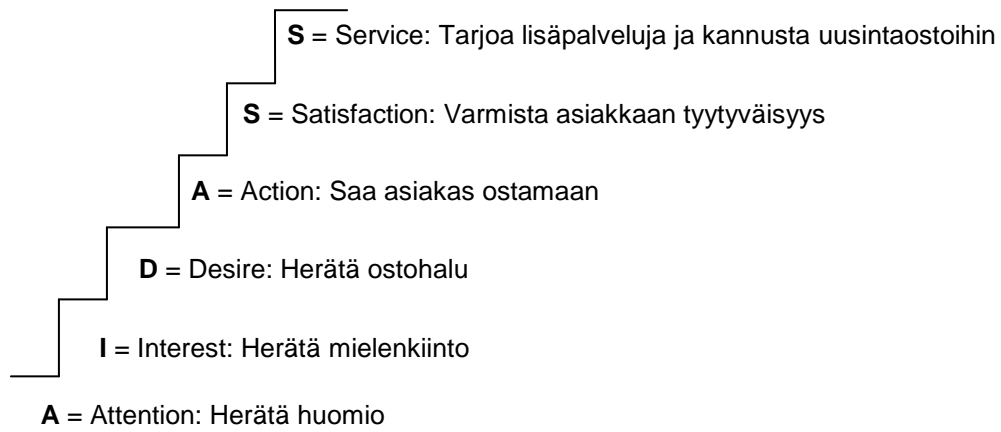 S = Service: Tarjoa lisäpalveluja ja kannusta uusintaostoihin
S = Satisfaction: Varmista asiakkaan tyytyväisyys
A = Action: Saa asiakas ostamaan
D = Desire: Herätä ostohalu
I = Interest: Herätä mielenkiinto
A = Attention: Herätä huomio